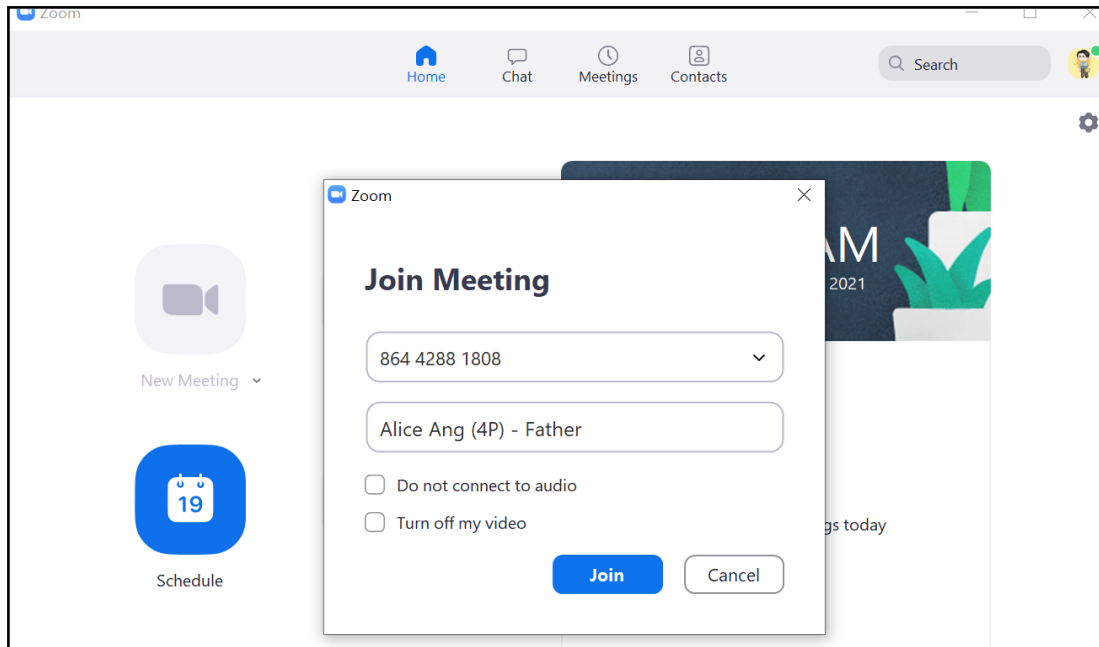 Zoom
Home
Chat
Meetings
Contacts
Search
Zoom
Join Meeting
AM
2021
864 4288 1808
New Meeting
Alice Ang (4P) - Father
Do not connect to audio
19
Turn off my video
today
Join
Cancel
Schedule